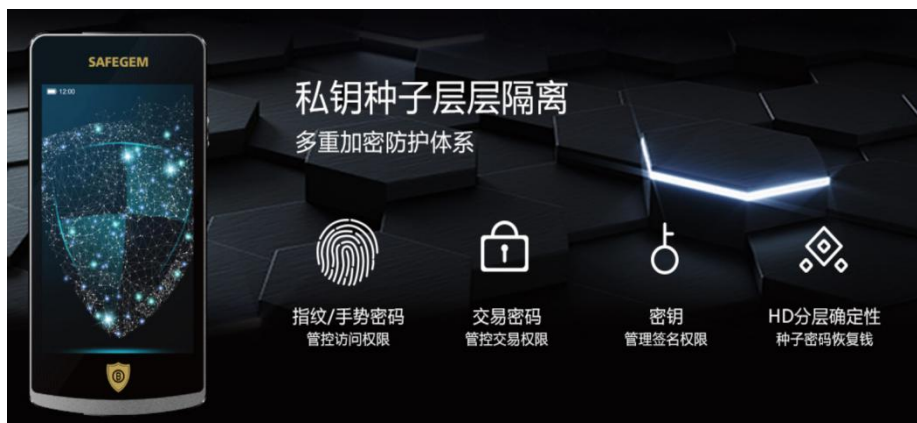 SAFEGEM
12:00
私钥种子层层隔离
多重加密防护体系
指纹/手势密码
管控访问权限
交易密码
管控交易权限
密钥
管理签名权限
HD分层确定性
种子密码恢复钱
B